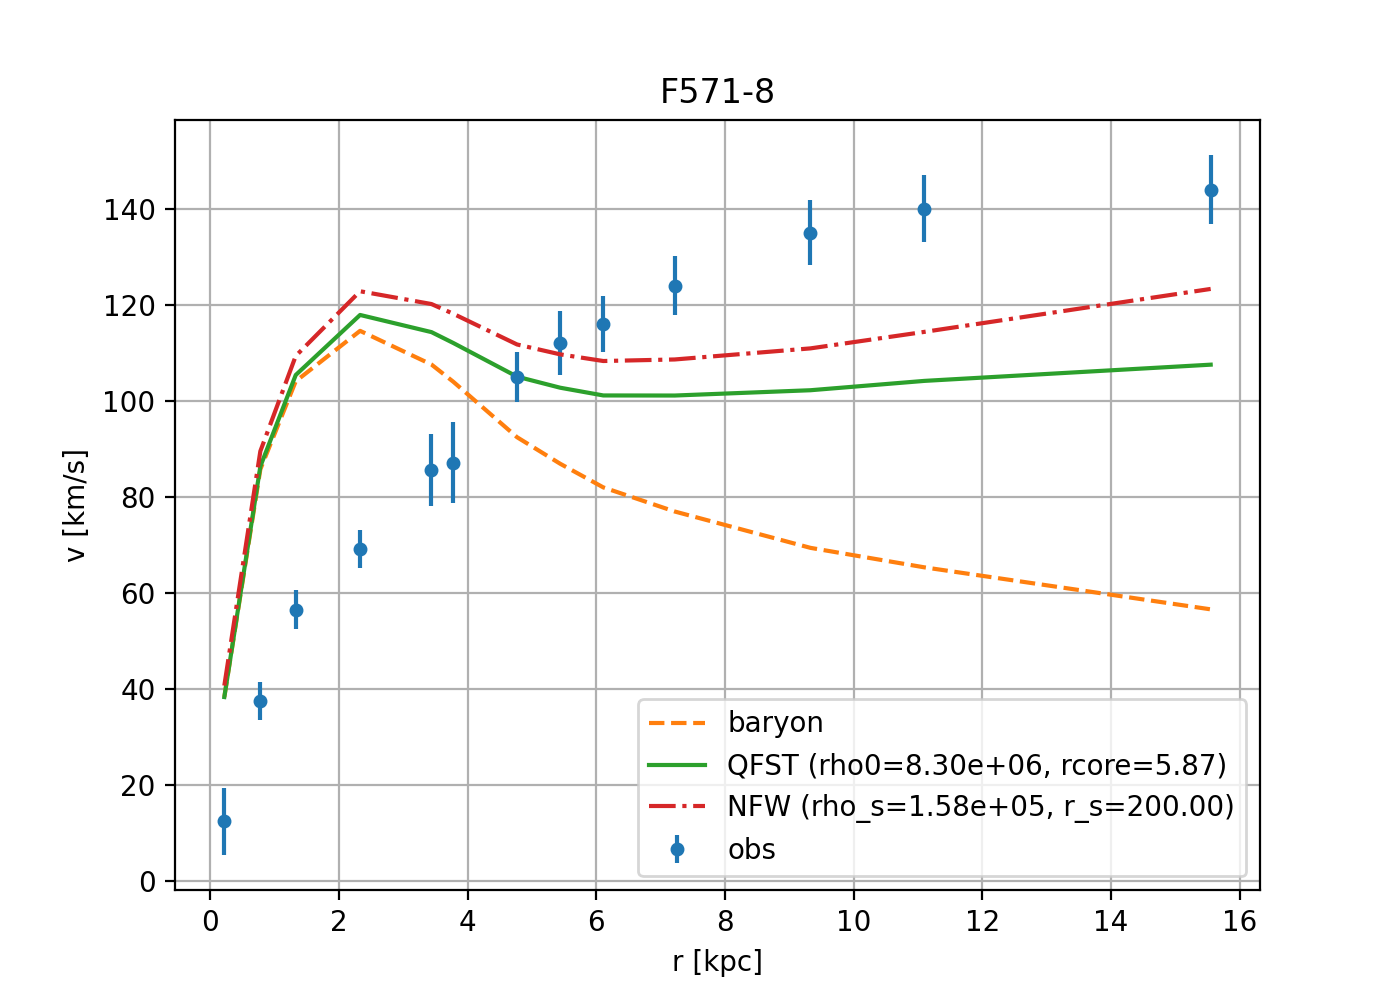 F571-8
v [km/s]
140
120
100
80
60
40
20
0
baryon
QFST (rho0=8.30e+06, rcore=5.87)
NFW (rho_s=1.58e+05, r_s=200.00)
obs
0 2 4 6 8 10 12 14 16
r [kpc]